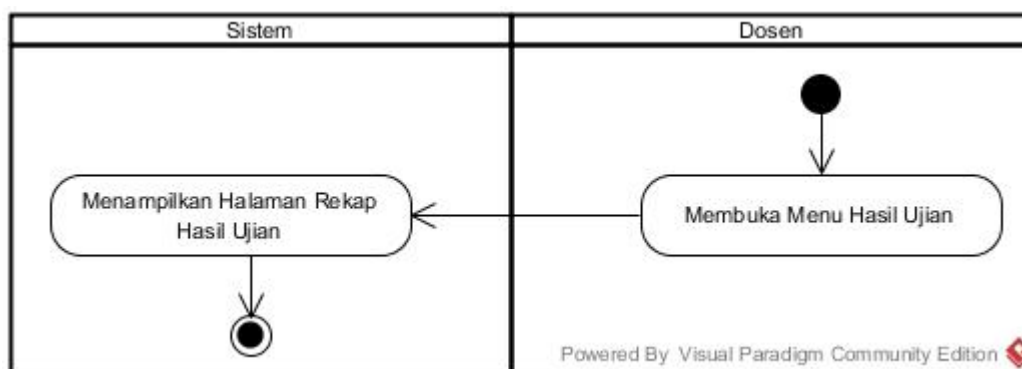 Sistem
Dosen
Menampilkan Halaman Rekap
Hasil Ujian
Membuka Menu Hasil Ujian
Powered By Visual Paradigm Community Edition